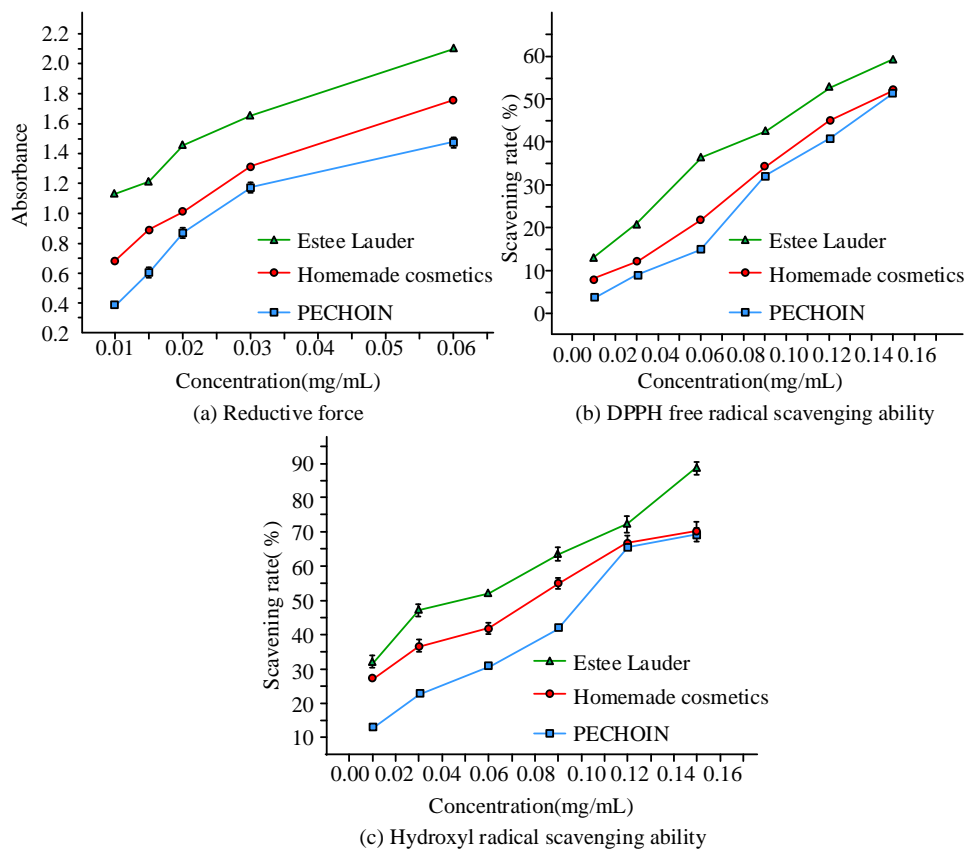 2.2
2.0
1.8
1.6
1.4
1.2
1.0
0.8
0.6
0.4
0.2
Absorbance
Estee Lauder
Homemade cosmetics
PECHOIN
0.01 0.02 0.03 0.04 0.05 0.06
Concentration(mg/mL)
(a) Reductive force
60
50
30
20
10
0
Scavening rate( %)
Estee Lauder
Homemade cosmetics
PECHOIN
0.00 0.02 0.04 0.06 0.08 0.10 0.12 0.14 0.16
Concentration(mg/mL)
(b) DPPH free radical scavenging ability
90
80
70
60
50
40
30
20
10
Scavening rate( %)
Estee Lauder
Homemade cosmetics
PECHOIN
0.00 0.02 0.04 0.06 0.08 0.10 0.12 0.14 0.16
Concentration(mg/mL)
(c) Hydroxyl radical scavenging ability